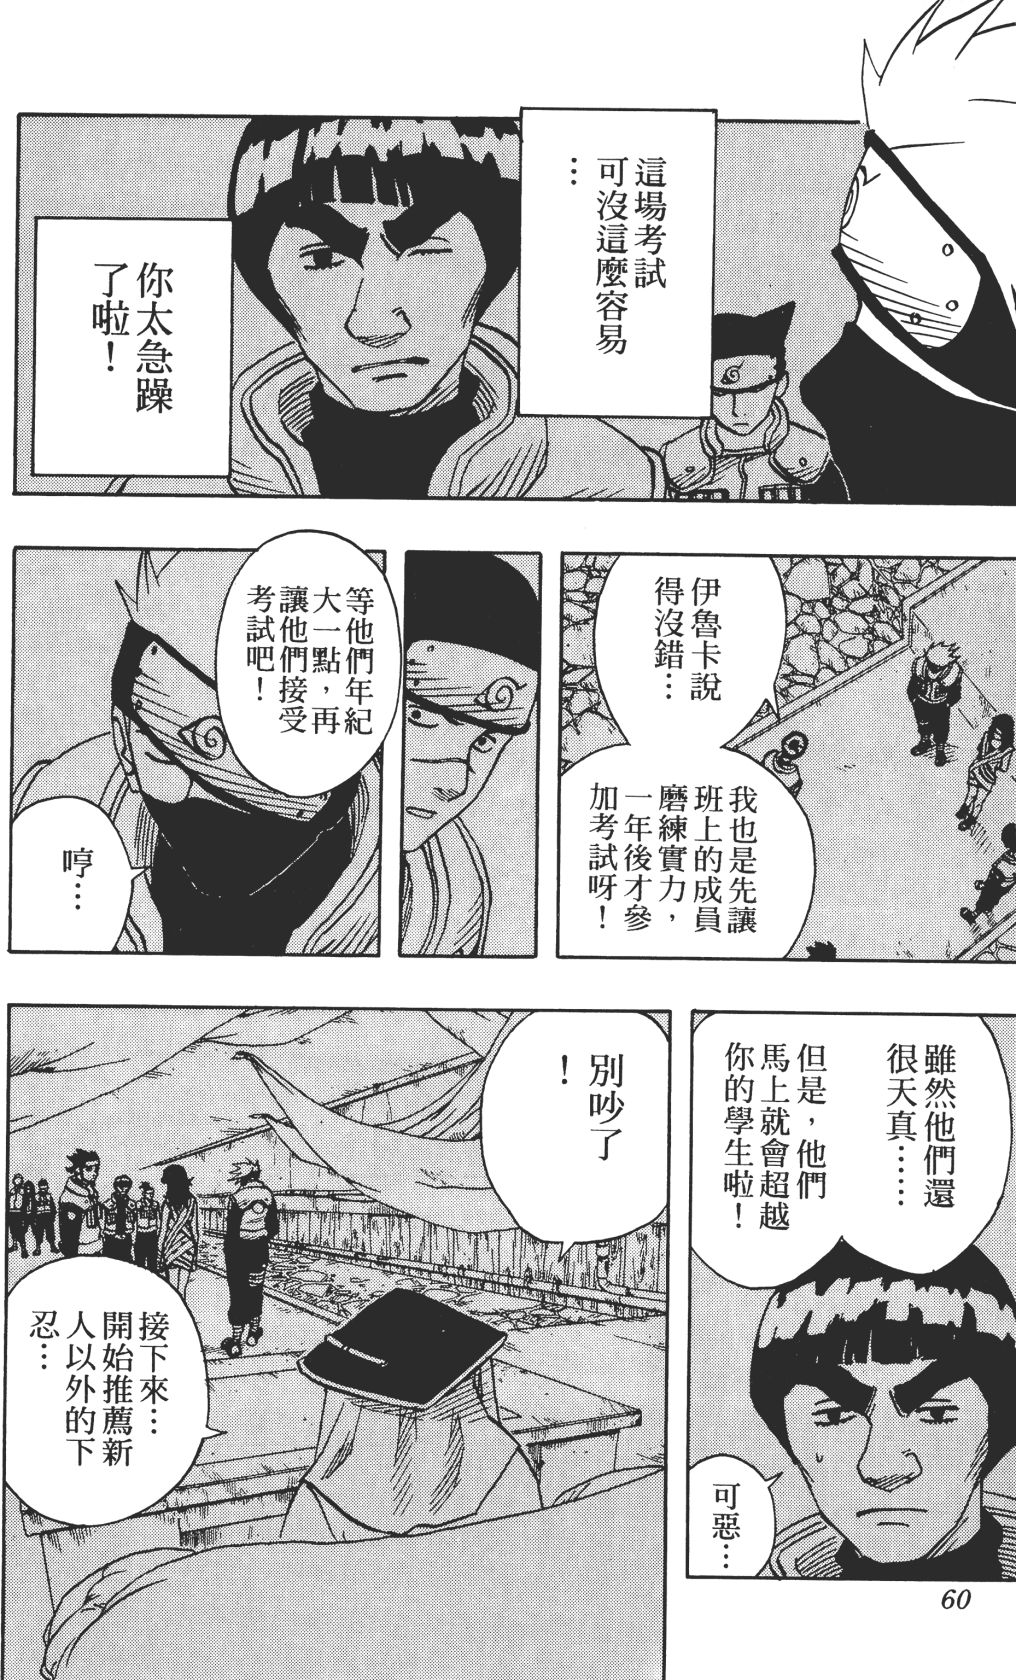 這場考試
可沒這麼容易
…
你太急躁
了啦！
伊魯卡說
得沒錯…
我也是先讓
班上的成員
磨練實力，
一年後才參
加考試呀！
等他們年紀
大一點，再
讓他們接受
考試吧！
哼…
雖然他們還
很天真……
但是，他們
馬上就會超越
你的學生啦！
可惡…
別吵了
！
接下來…
開始推薦新
人以外的下
忍…
60